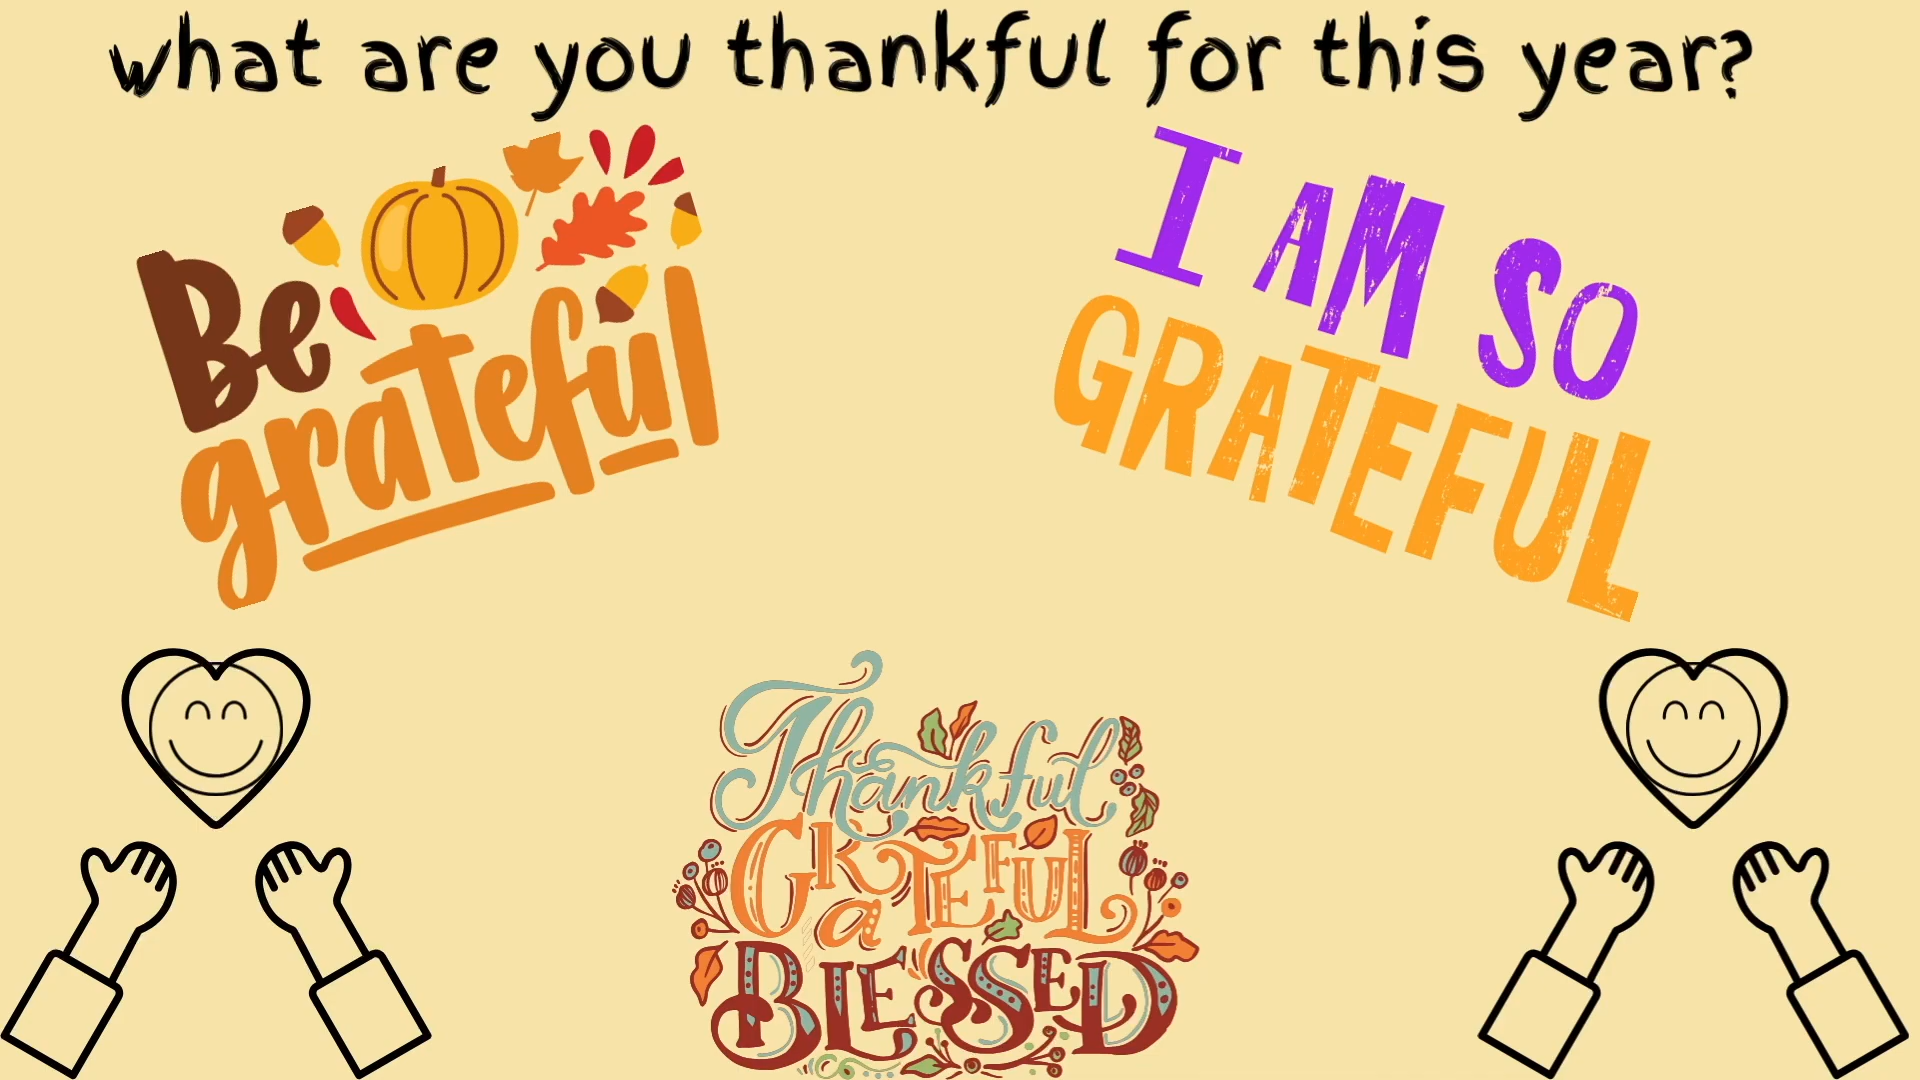 what are you thankful for this year?
Be
grateful
I AM SO
GRATEFUL
Thankful
GRaTEFUL
BLESSED